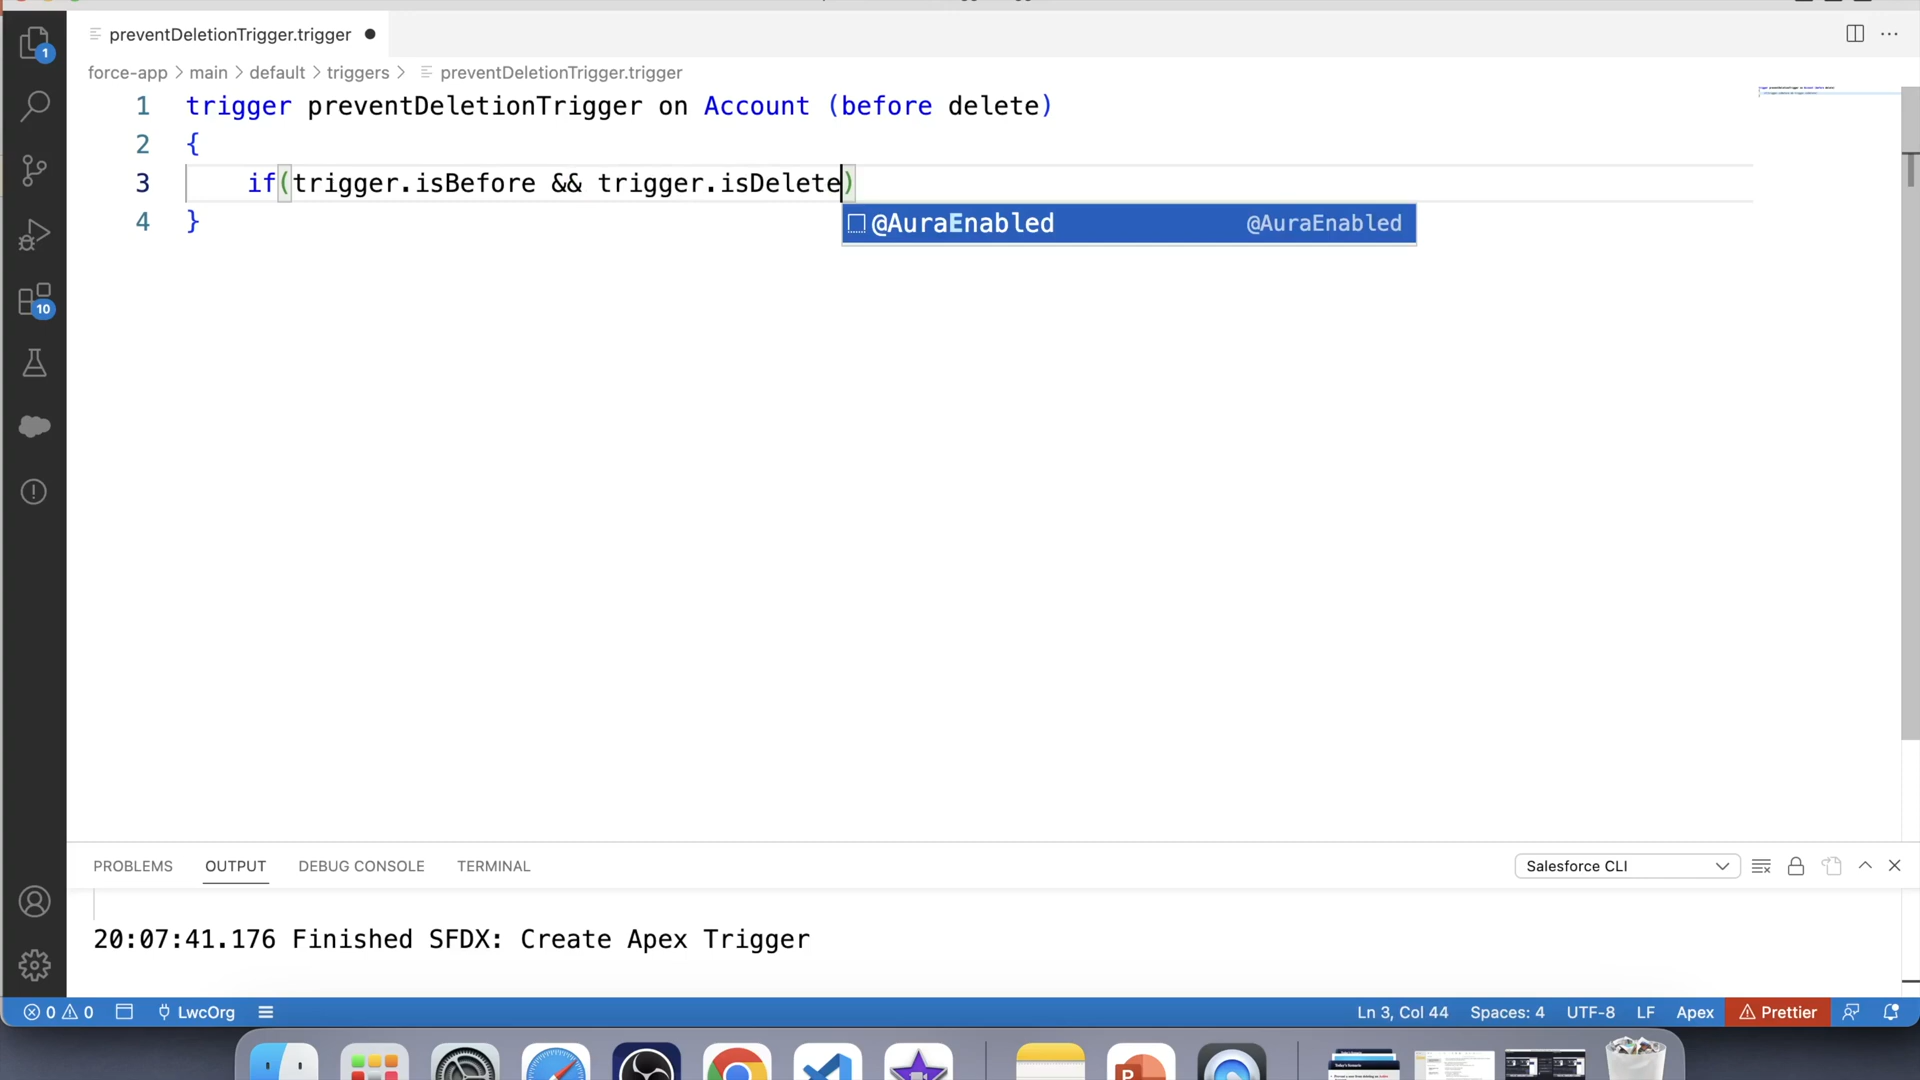 preventDeletionTrigger.trigger
force-app > main > default > triggers > preventDeletionTrigger.trigger
1 trigger preventDeletionTrigger on Account (before delete)
2 {
3 if(trigger.isBefore && trigger.isDelete)
@AuraEnabled @AuraEnabled
4 }
1
10
PROBLEMS OUTPUT DEBUG CONSOLE TERMINAL Salesforce CLI
20:07:41.176 Finished SFDX: Create Apex Trigger
0 0 LwcOrg Ln 3, Col 44 Spaces: 4 UTF-8 LF Apex Prettier